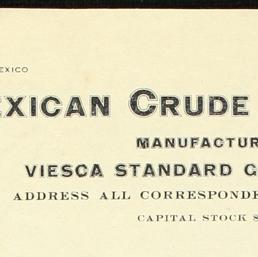 EXICO
EXICAN CRUDE
MANUFACTUR
VIESCA STANDARD G
ADDRESS ALL CORRESPONDE
CAPITAL STOCK $